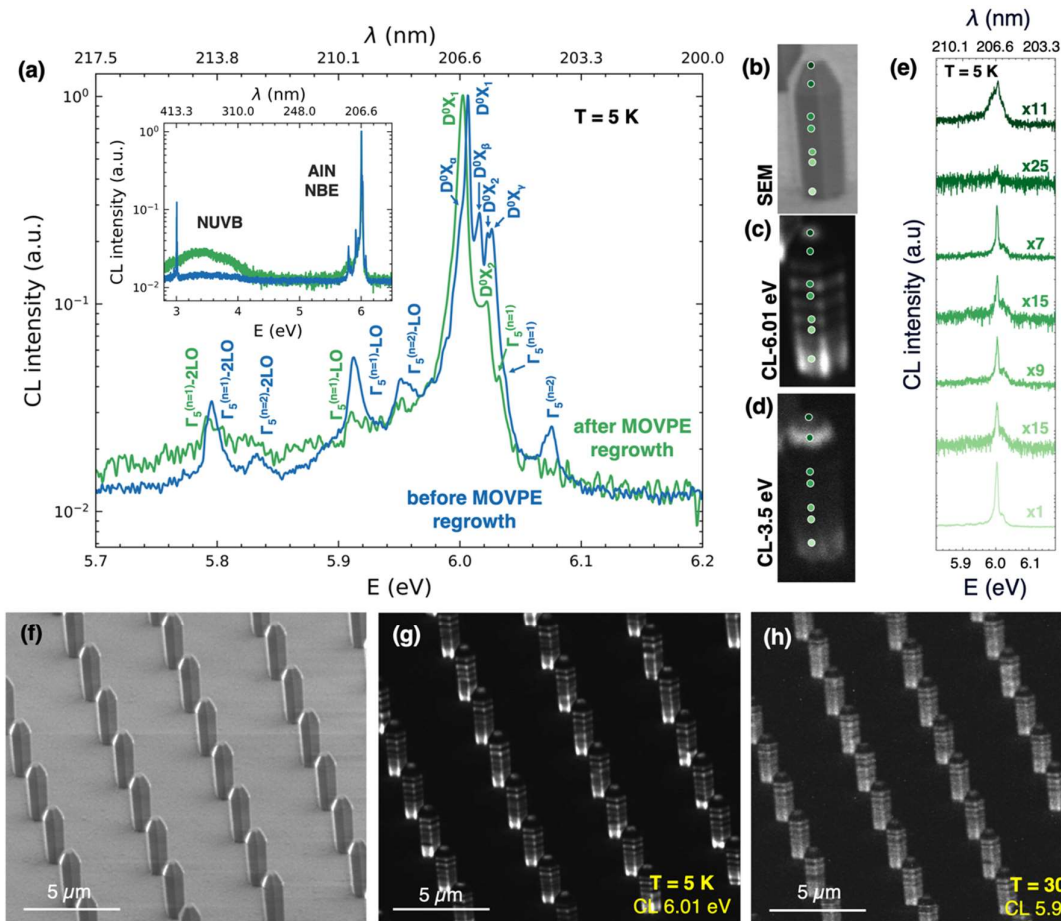 λ (nm)
217.5 213.8 210.1 206.6 203.3 200.0
(a)
λ (nm)
413.3 310.0 248.0 206.6
CL intensity (a.u.)
10⁰
10⁻¹
10⁻²
NUVB
AlN
NBE
3 4 5 6
E (eV)
T = 5 K
D⁰X₁
D⁰X₁
D⁰Xα
D⁰Xβ
D⁰X₂
D⁰Xγ
D⁰X₂
Γ₅⁽ⁿ⁼¹⁾
Γ₅⁽ⁿ⁼¹⁾
Γ₅⁽ⁿ⁼²⁾
Γ₅⁽ⁿ⁼¹⁾-2LO
Γ₅⁽ⁿ⁼¹⁾-2LO
Γ₅⁽ⁿ⁼²⁾-2LO
Γ₅⁽ⁿ⁼¹⁾-LO
Γ₅⁽ⁿ⁼¹⁾-LO
Γ₅⁽ⁿ⁼²⁾-LO
after MOVPE
regrowth
before MOVPE
regrowth
CL intensity (a.u.)
10⁰
10⁻¹
10⁻²
5.7 5.8 5.9 6.0 6.1 6.2
E (eV)
(b)
SEM
(c)
CL-6.01 eV
(d)
CL-3.5 eV
(e)
λ (nm)
210.1 206.6 203.3
T = 5 K
x11
x25
x7
x15
x9
x15
x1
CL intensity (a.u)
5.9 6.0 6.1
E (eV)
(f)
5 µm
(g)
5 µm
T = 5 K
CL 6.01 eV
(h)
5 µm
T = 30
CL 5.9